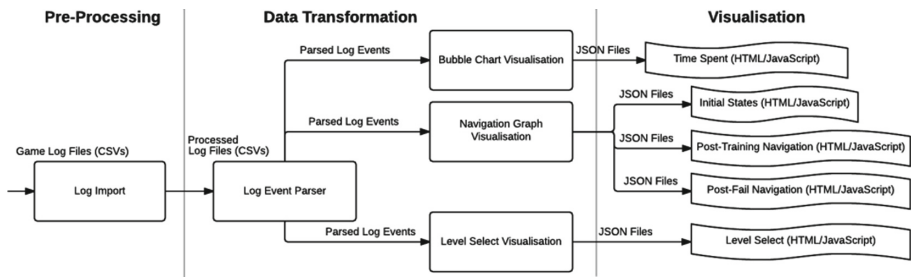 Pre-Processing
Data Transformation
Visualisation
Game Log Files (CSVs)
Log Import
Processed
Log Files (CSVs)
Log Event Parser
Parsed Log Events
Bubble Chart Visualisation
JSON Files
Time Spent (HTML/JavaScript)
Parsed Log Events
Navigation Graph
Visualisation
JSON Files
Initial States (HTML/JavaScript)
JSON Files
Post-Training Navigation (HTML/JavaScript)
JSON Files
Post-Fail Navigation (HTML/JavaScript)
Parsed Log Events
Level Select Visualisation
JSON Files
Level Select (HTML/JavaScript)